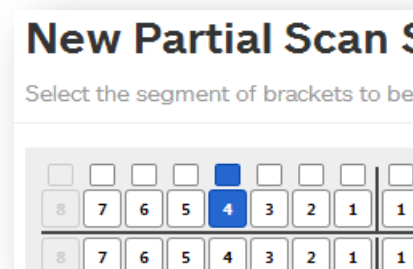 New Partial Scan S
Select the segment of brackets to be
8 7 6 5 4 3 2 1 1
8 7 6 5 4 3 2 1 1